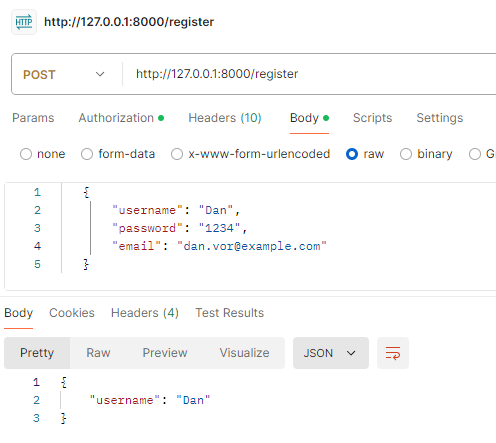 HTTP http://127.0.0.1:8000/register
POST http://127.0.0.1:8000/register
Params Authorization Headers (10) Body Scripts Settings
none form-data x-www-form-urlencoded raw binary G
1 {
2 "username": "Dan",
3 "password": "1234",
4 "email": "dan.vor@example.com"
5 }
Body Cookies Headers (4) Test Results
Pretty Raw Preview Visualize JSON
1 {
2 "username": "Dan"
3 }